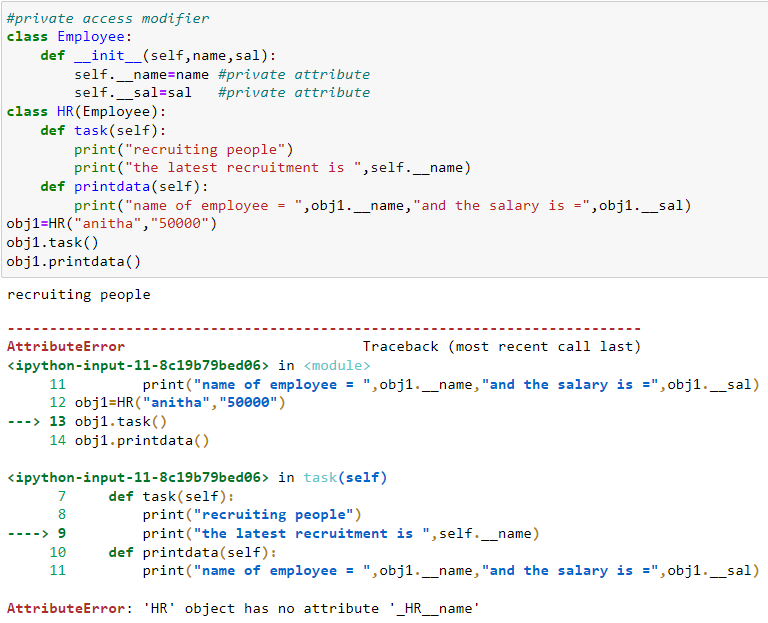 #private access modifier
class Employee:
    def __init__(self,name,sal):
        self.__name=name #private attribute
        self.__sal=sal   #private attribute
class HR(Employee):
    def task(self):
        print("recruiting people")
        print("the latest recruitment is ",self.__name)
    def printdata(self):
        print("name of employee = ",obj1.__name,"and the salary is =",obj1.__sal)
obj1=HR("anitha","50000")
obj1.task()
obj1.printdata()
recruiting people
---------------------------------------------------------------------------
AttributeError                            Traceback (most recent call last)
<ipython-input-11-8c19b79bed06> in <module>
     11         print("name of employee = ",obj1.__name,"and the salary is =",obj1.__sal)
     12 obj1=HR("anitha","50000")
---> 13 obj1.task()
     14 obj1.printdata()
<ipython-input-11-8c19b79bed06> in task(self)
      7     def task(self):
      8         print("recruiting people")
----> 9         print("the latest recruitment is ",self.__name)
     10     def printdata(self):
     11         print("name of employee = ",obj1.__name,"and the salary is =",obj1.__sal)
AttributeError: 'HR' object has no attribute '_HR__name'